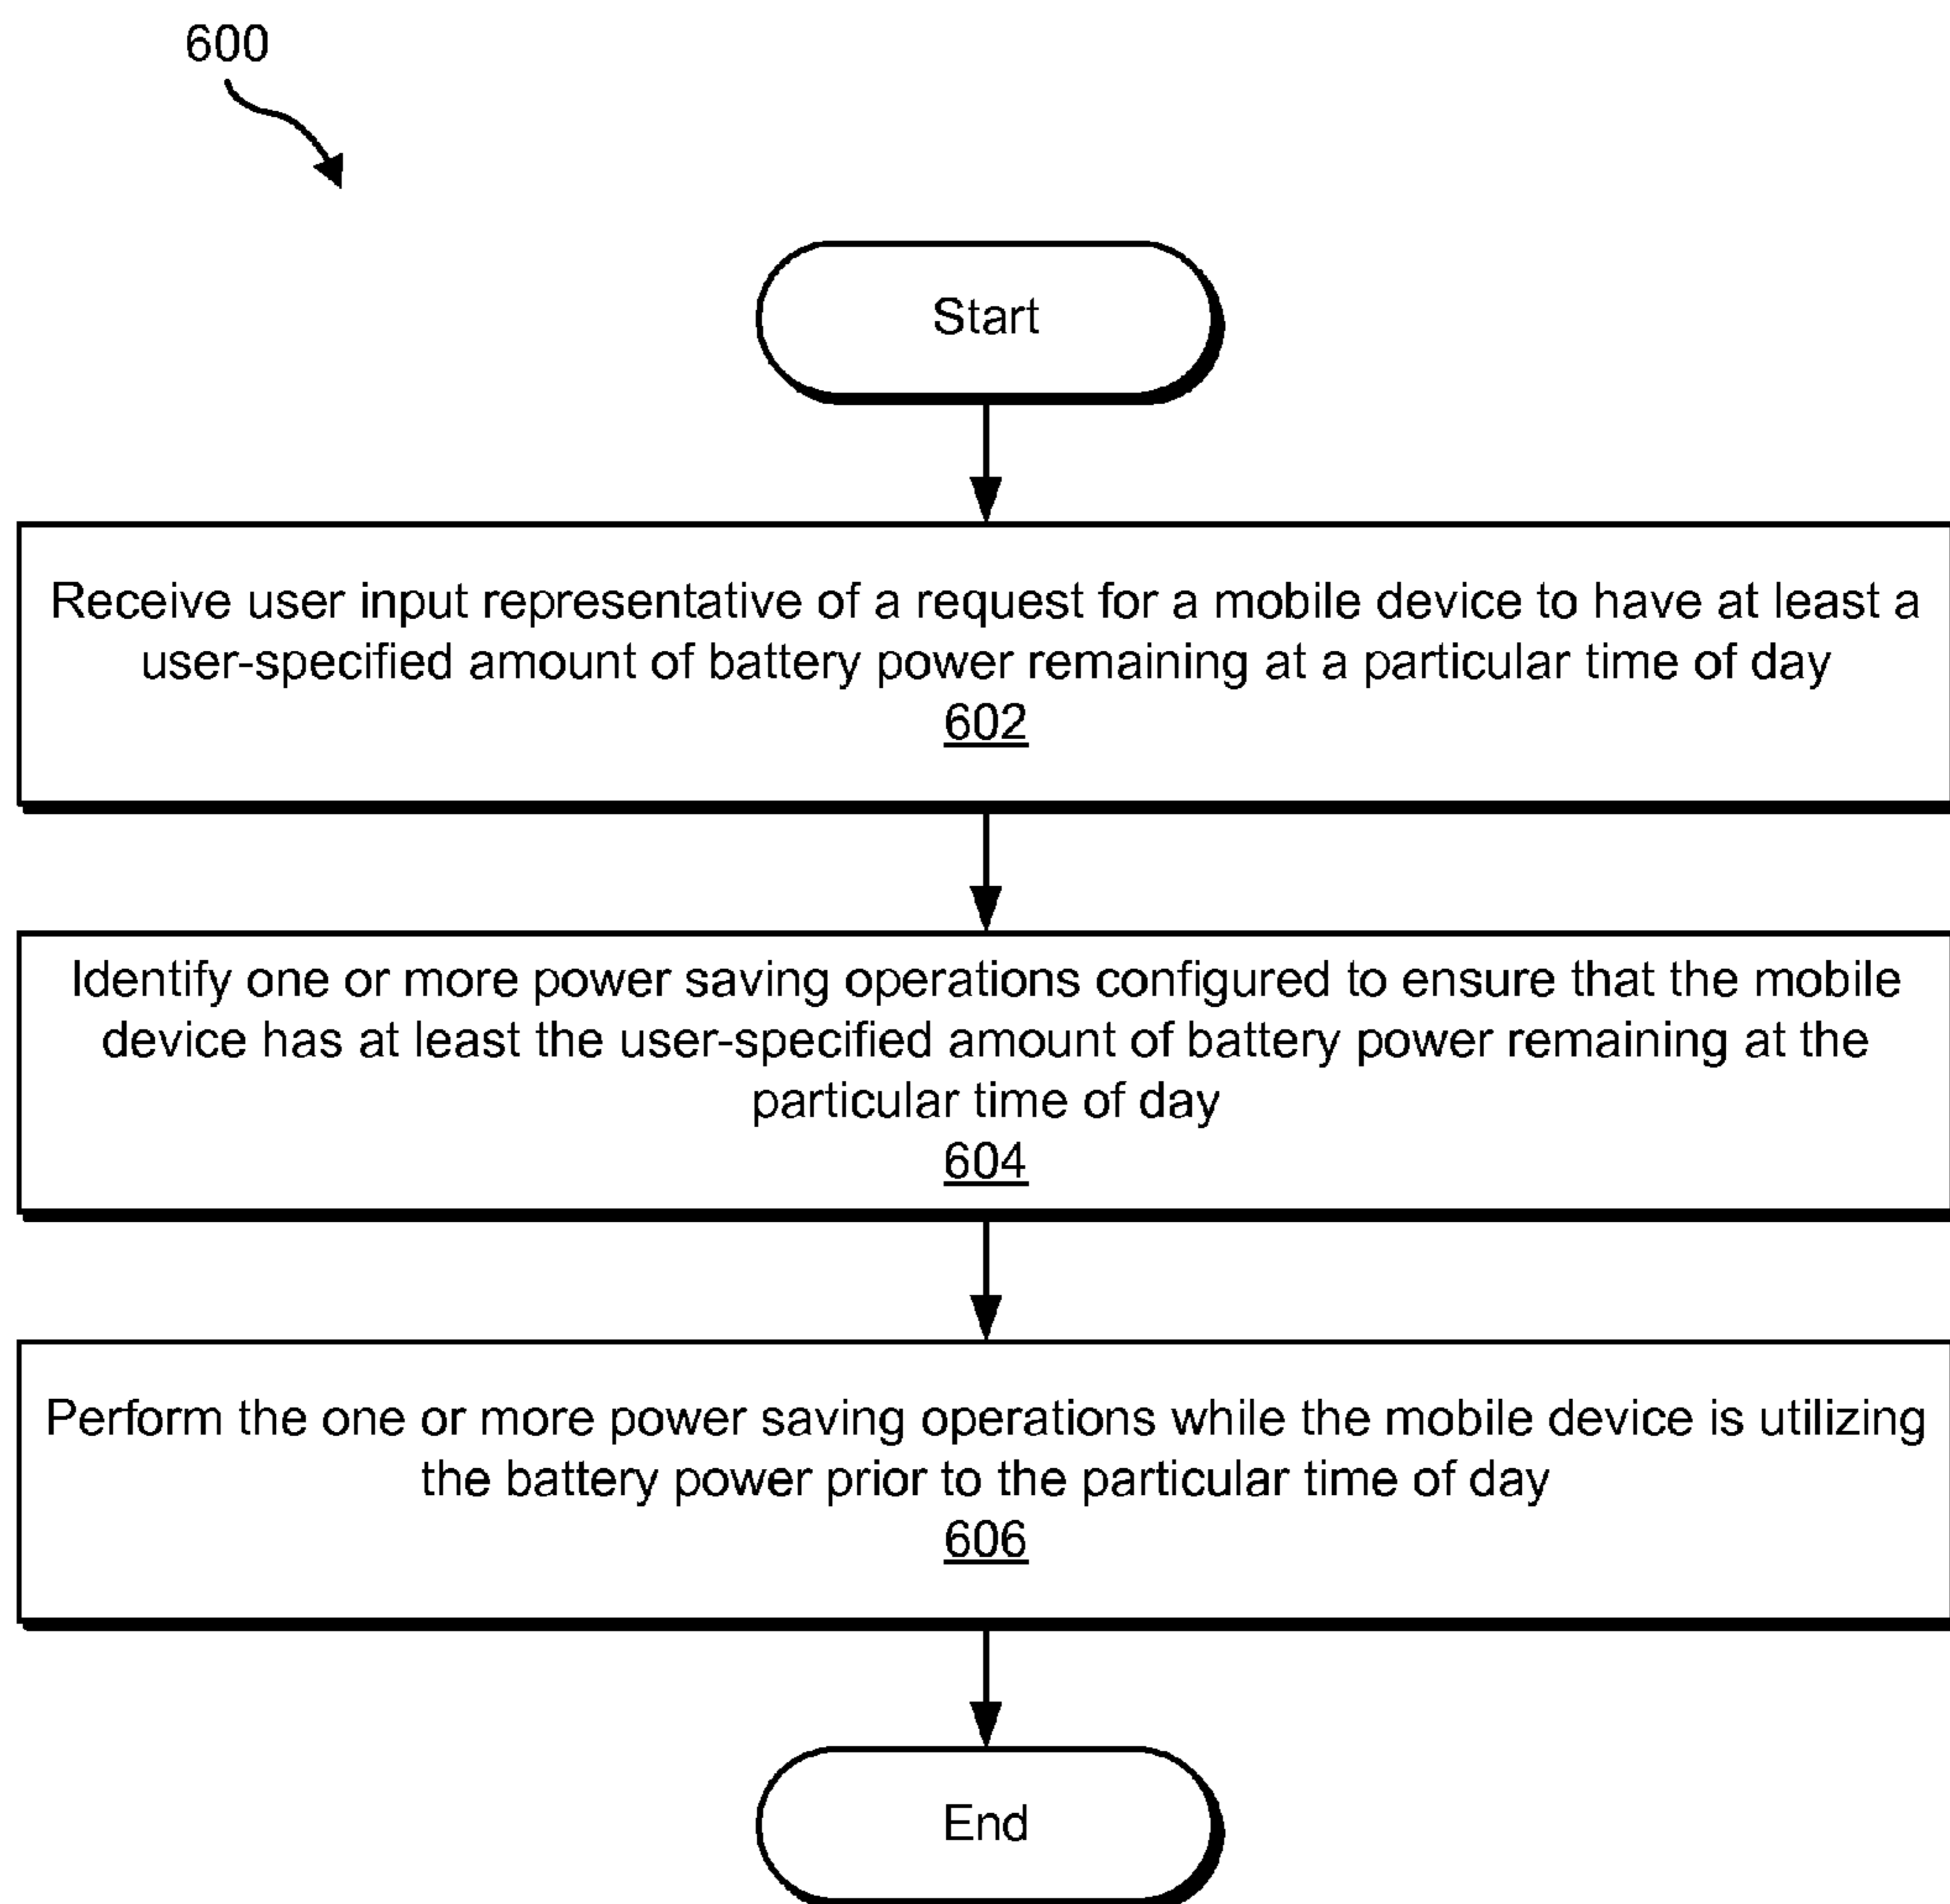 600
Start
Receive user input representative of a request for a mobile device to have at least a
user-specified amount of battery power remaining at a particular time of day
602
Identify one or more power saving operations configured to ensure that the mobile
device has at least the user-specified amount of battery power remaining at the
particular time of day
604
Perform the one or more power saving operations while the mobile device is utilizing
the battery power prior to the particular time of day
606
End